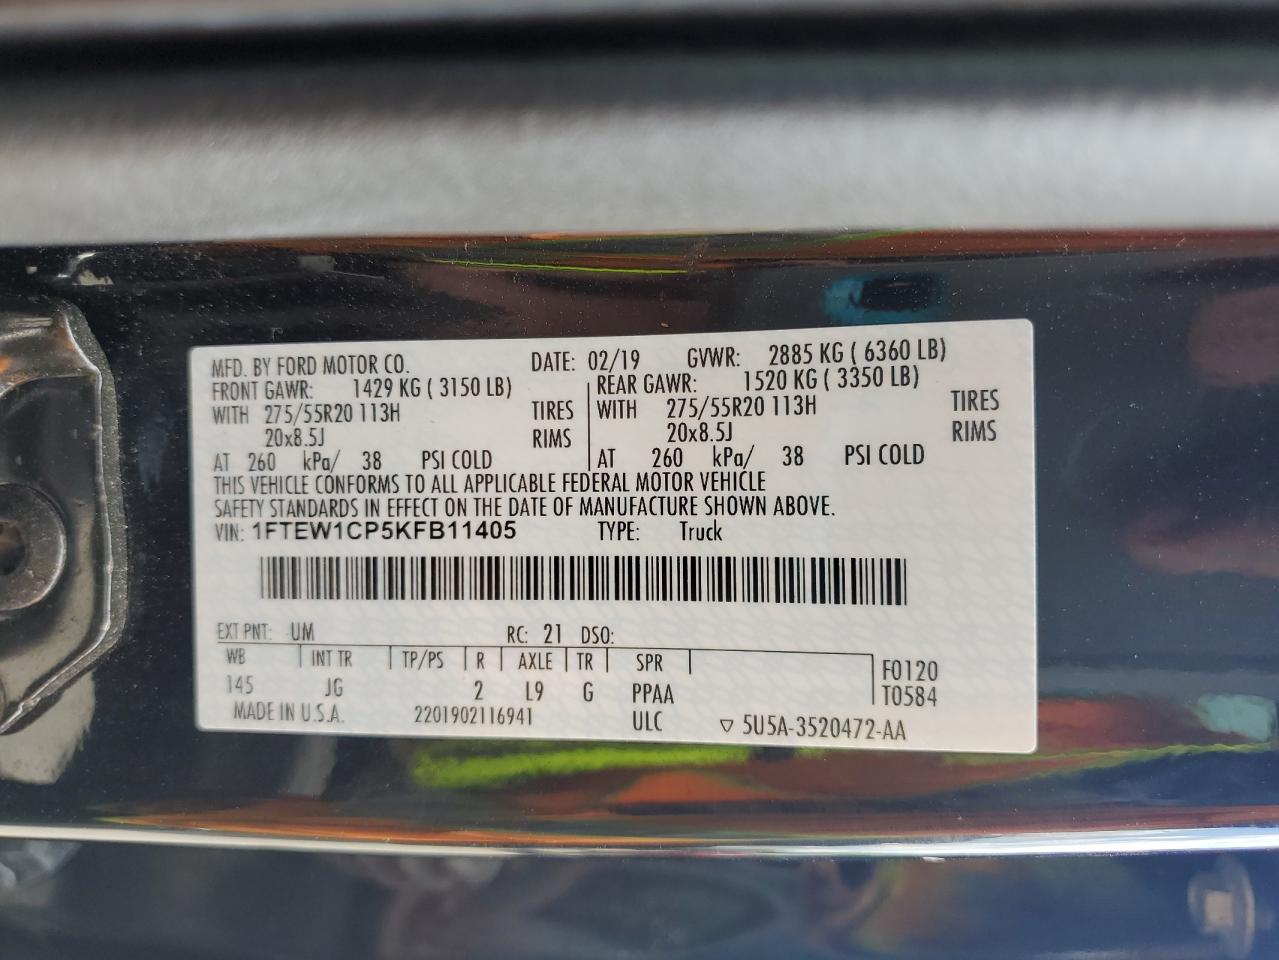 MFD. BY FORD MOTOR CO. DATE: 02/19 GVWR: 2885 KG ( 6360 LB)
FRONT GAWR: 1429 KG ( 3150 LB) REAR GAWR: 1520 KG ( 3350 LB)
WITH 275/55R20 113H TIRES WITH 275/55R20 113H TIRES
20x8.5J RIMS 20x8.5J RIMS
AT 260 kPa/ 38 PSI COLD AT 260 kPa/ 38 PSI COLD
THIS VEHICLE CONFORMS TO ALL APPLICABLE FEDERAL MOTOR VEHICLE
SAFETY STANDARDS IN EFFECT ON THE DATE OF MANUFACTURE SHOWN ABOVE.
VIN: 1FTEW1CP5KFB11405 TYPE: Truck
EXT PNT: UM RC: 21 DSO:
WB INT TR TP/PS R AXLE TR SPR F0120
145 JG 2 L9 G PPAA T0584
MADE IN U.S.A. 2201902116941 ULC ▽ 5U5A-3520472-AA